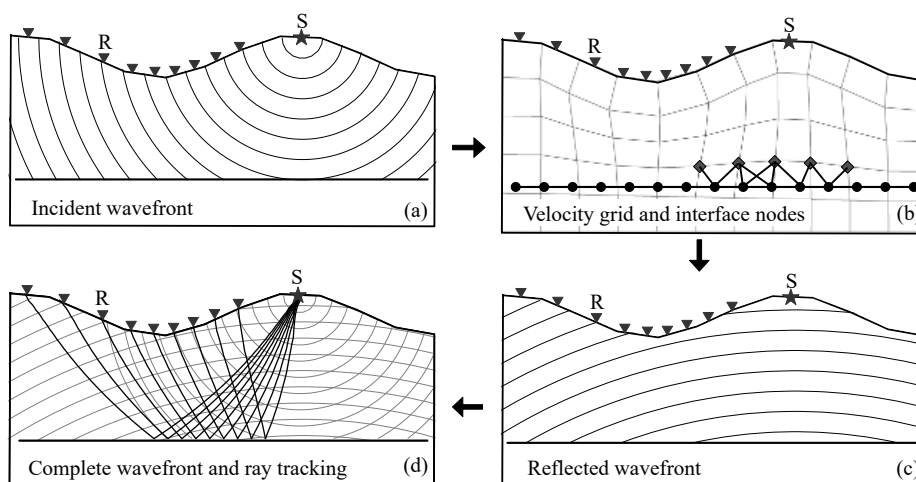 S
R
Incident wavefront
(a)
S
R
Velocity grid and interface nodes
(b)
S
R
Complete wavefront and ray tracking
(d)
S
R
Reflected wavefront
(c)